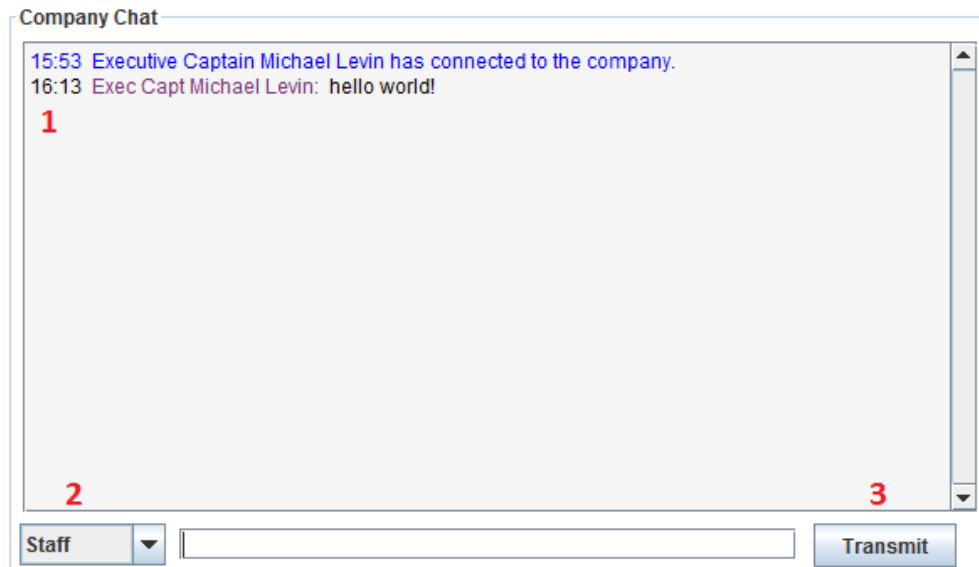 Company Chat
15:53 Executive Captain Michael Levin has connected to the company.
16:13 Exec Capt Michael Levin: hello world!
1
2
3
Staff
Transmit